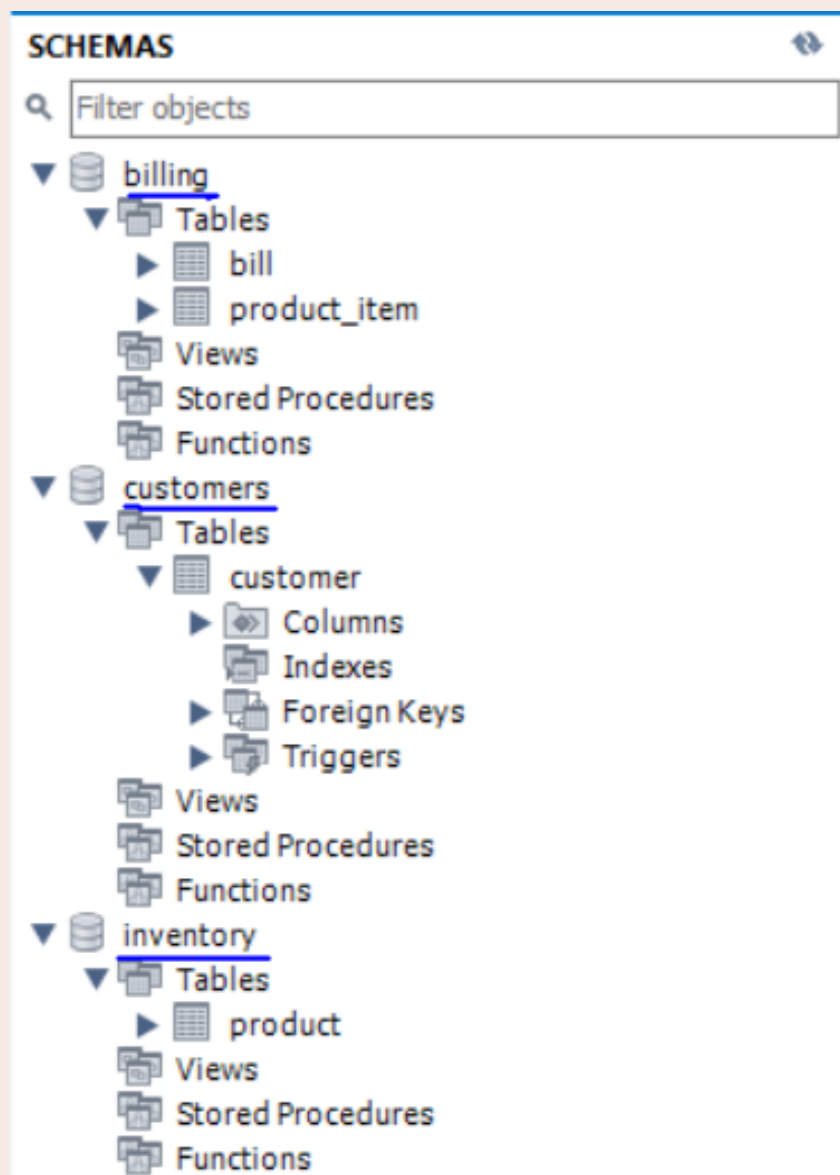 SCHEMAS
Filter objects
billing
Tables
bill
product_item
Views
Stored Procedures
Functions
customers
Tables
customer
Columns
Indexes
Foreign Keys
Triggers
Views
Stored Procedures
Functions
inventory
Tables
product
Views
Stored Procedures
Functions